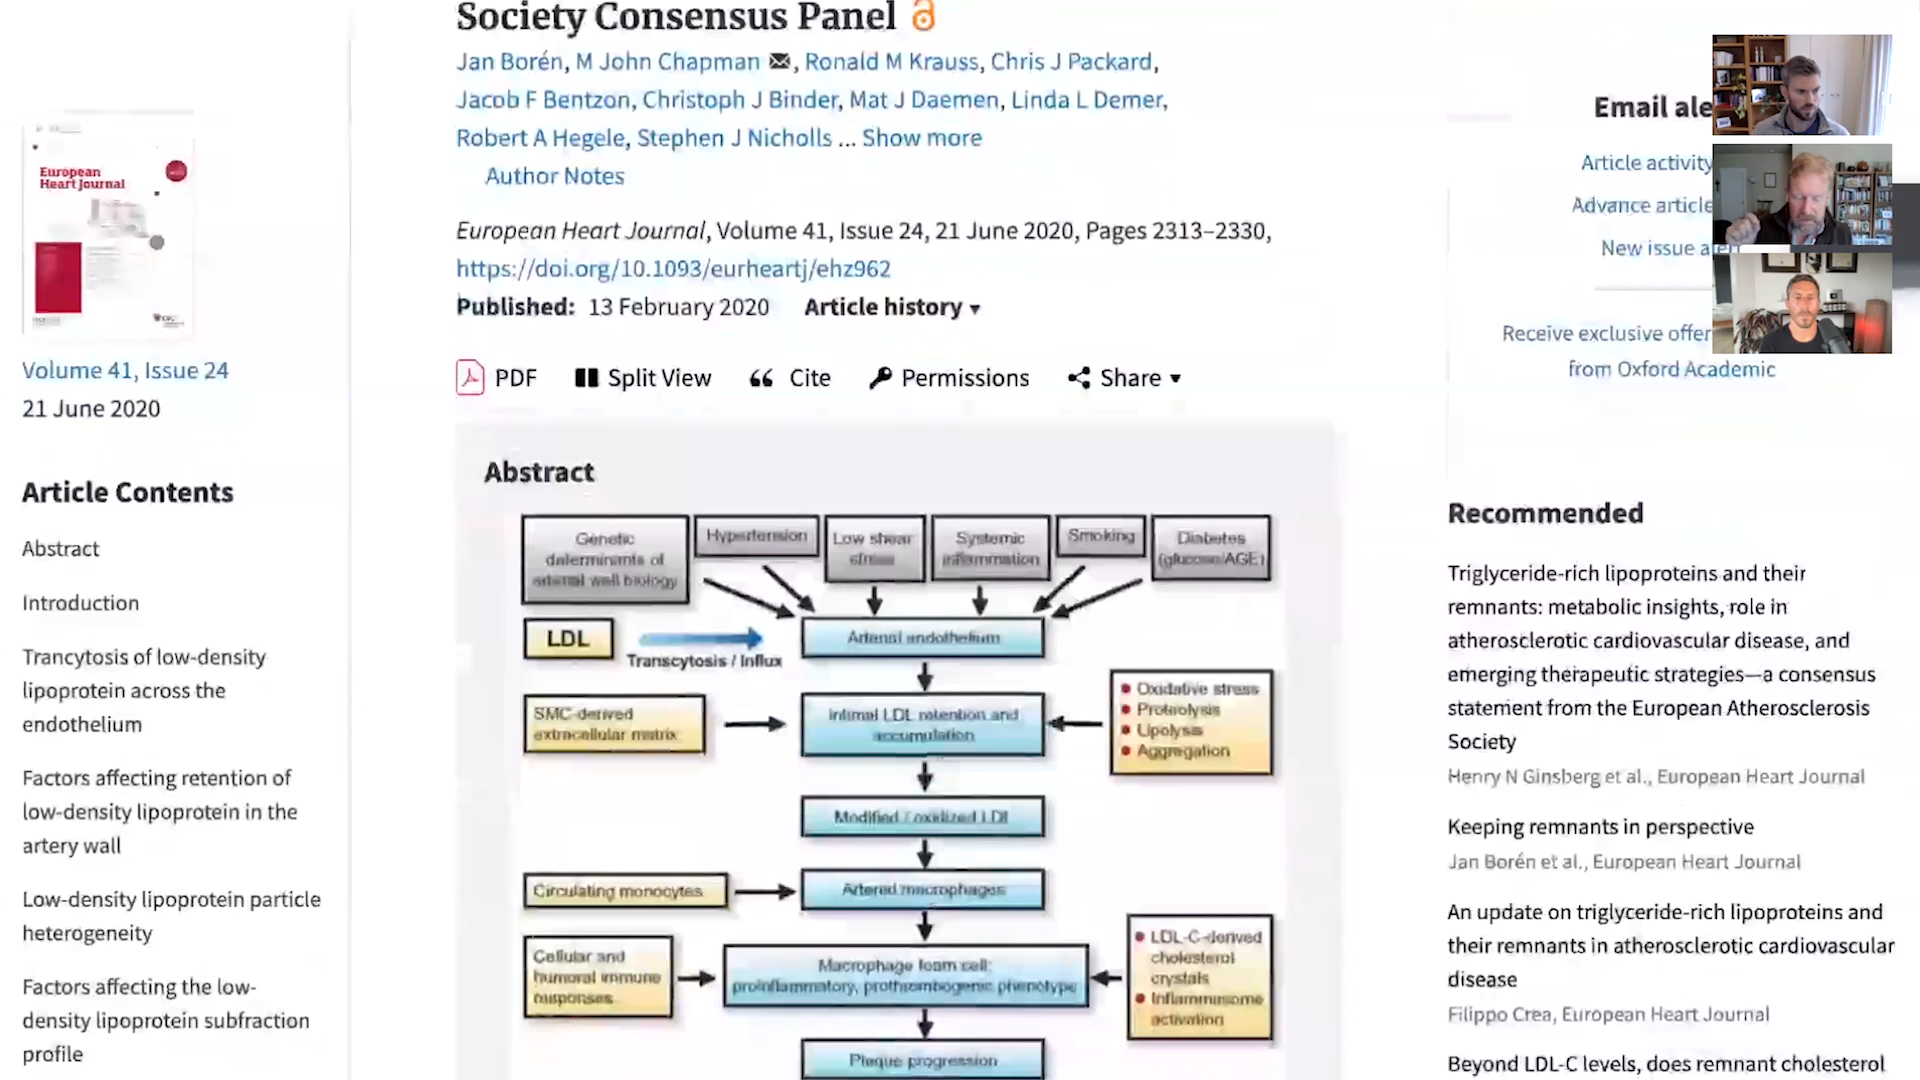 Society Consensus Panel
Jan Borén, M John Chapman, Ronald M Krauss, Chris J Packard,
Jacob F Bentzon, Christoph J Binder, Mat J Daemen, Linda L Demer,
Robert A Hegele, Stephen J Nicholls ... Show more
Author Notes
European Heart Journal, Volume 41, Issue 24, 21 June 2020, Pages 2313–2330,
https://doi.org/10.1093/eurheartj/ehz962
Published: 13 February 2020 Article history
PDF Split View Cite Permissions Share
European
Heart Journal
Volume 41, Issue 24
21 June 2020
Article Contents
Abstract
Introduction
Trancytosis of low-density
lipoprotein across the
endothelium
Factors affecting retention of
low-density lipoprotein in the
artery wall
Low-density lipoprotein particle
heterogeneity
Factors affecting the low-
density lipoprotein subfraction
profile
Abstract
Genetic
determinants of
arterial wall biology
Hypertension
Low shear
stress
Systemic
inflammation
Smoking
Diabetes
(glucose/AGE)
LDL
Transcytosis / Influx
Arterial endothelium
SMC-derived
extracellular matrix
Intimal LDL retention and
accumulation
Oxidative stress
Proteolysis
Lipolysis
Aggregation
Modified / oxidized LDL
Circulating monocytes
Arterial macrophages
Cellular and
humoral immune
responses
Macrophage foam cell:
proinflammatory, prothrombogenic phenotype
LDL-C-derived
cholesterol
crystals
Inflammasome
activating
Plaque progression
Email ale
Article activity
Advance article
New issue alert
Receive exclusive offer
from Oxford Academic
Recommended
Triglyceride-rich lipoproteins and their
remnants: metabolic insights, role in
atherosclerotic cardiovascular disease, and
emerging therapeutic strategies—a consensus
statement from the European Atherosclerosis
Society
Henry N Ginsberg et al., European Heart Journal
Keeping remnants in perspective
Jan Borén et al., European Heart Journal
An update on triglyceride-rich lipoproteins and
their remnants in atherosclerotic cardiovascular
disease
Filippo Crea, European Heart Journal
Beyond LDL-C levels, does remnant cholesterol